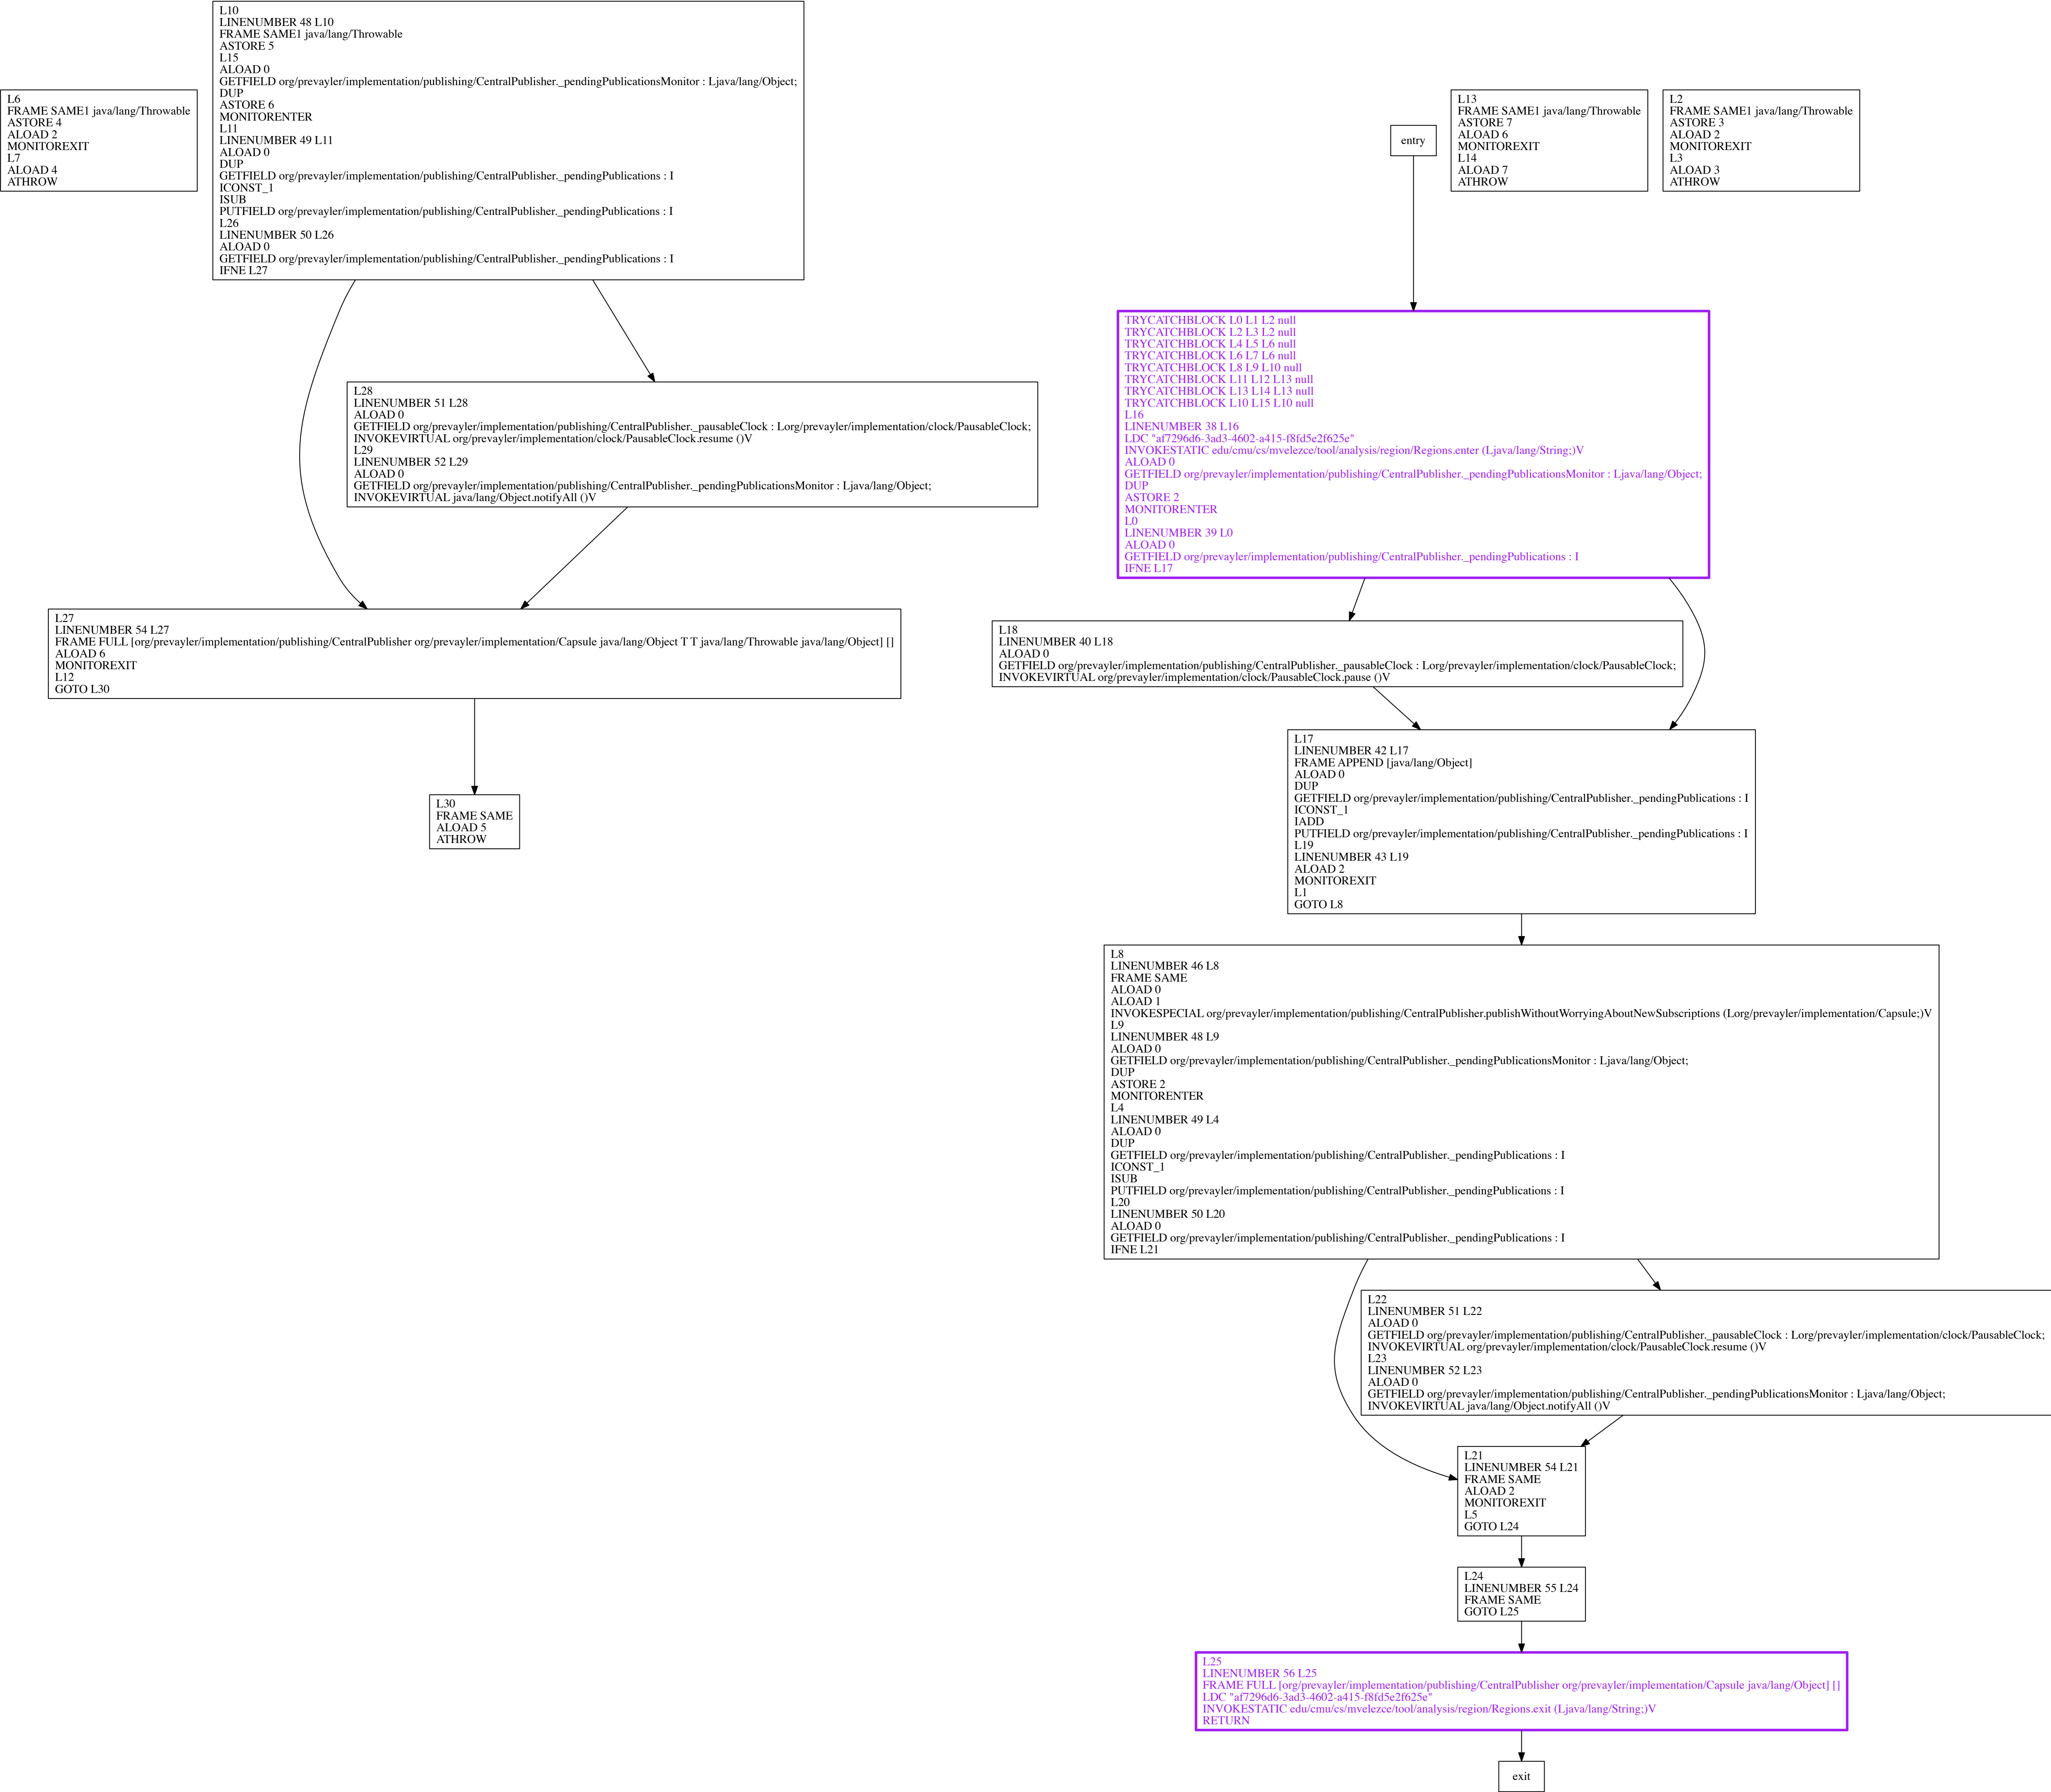 L10
LINENUMBER 48 L10
FRAME SAME1 java/lang/Throwable
ASTORE 5
L15
ALOAD 0
GETFIELD org/prevayler/implementation/publishing/CentralPublisher._pendingPublicationsMonitor : Ljava/lang/Object;
DUP
ASTORE 6
MONITORENTER
L11
LINENUMBER 49 L11
ALOAD 0
DUP
GETFIELD org/prevayler/implementation/publishing/CentralPublisher._pendingPublications : I
ICONST_1
ISUB
PUTFIELD org/prevayler/implementation/publishing/CentralPublisher._pendingPublications : I
L26
LINENUMBER 50 L26
ALOAD 0
GETFIELD org/prevayler/implementation/publishing/CentralPublisher._pendingPublications : I
IFNE L27
L6
FRAME SAME1 java/lang/Throwable
ASTORE 4
ALOAD 2
MONITOREXIT
L7
ALOAD 4
ATHROW
entry
L13
FRAME SAME1 java/lang/Throwable
ASTORE 7
ALOAD 6
MONITOREXIT
L14
ALOAD 7
ATHROW
L2
FRAME SAME1 java/lang/Throwable
ASTORE 3
ALOAD 2
MONITOREXIT
L3
ALOAD 3
ATHROW
TRYCATCHBLOCK L0 L1 L2 null
TRYCATCHBLOCK L2 L3 L2 null
TRYCATCHBLOCK L4 L5 L6 null
TRYCATCHBLOCK L6 L7 L6 null
TRYCATCHBLOCK L8 L9 L10 null
TRYCATCHBLOCK L11 L12 L13 null
TRYCATCHBLOCK L13 L14 L13 null
TRYCATCHBLOCK L10 L15 L10 null
L16
LINENUMBER 38 L16
LDC "af7296d6-3ad3-4602-a415-f8fd5e2f625e"
INVOKESTATIC edu/cmu/cs/mvelezce/tool/analysis/region/Regions.enter (Ljava/lang/String;)V
ALOAD 0
GETFIELD org/prevayler/implementation/publishing/CentralPublisher._pendingPublicationsMonitor : Ljava/lang/Object;
DUP
ASTORE 2
MONITORENTER
L0
LINENUMBER 39 L0
ALOAD 0
GETFIELD org/prevayler/implementation/publishing/CentralPublisher._pendingPublications : I
IFNE L17
L28
LINENUMBER 51 L28
ALOAD 0
GETFIELD org/prevayler/implementation/publishing/CentralPublisher._pausableClock : Lorg/prevayler/implementation/clock/PausableClock;
INVOKEVIRTUAL org/prevayler/implementation/clock/PausableClock.resume ()V
L29
LINENUMBER 52 L29
ALOAD 0
GETFIELD org/prevayler/implementation/publishing/CentralPublisher._pendingPublicationsMonitor : Ljava/lang/Object;
INVOKEVIRTUAL java/lang/Object.notifyAll ()V
L27
LINENUMBER 54 L27
FRAME FULL [org/prevayler/implementation/publishing/CentralPublisher org/prevayler/implementation/Capsule java/lang/Object T T java/lang/Throwable java/lang/Object] []
ALOAD 6
MONITOREXIT
L12
GOTO L30
L18
LINENUMBER 40 L18
ALOAD 0
GETFIELD org/prevayler/implementation/publishing/CentralPublisher._pausableClock : Lorg/prevayler/implementation/clock/PausableClock;
INVOKEVIRTUAL org/prevayler/implementation/clock/PausableClock.pause ()V
L30
FRAME SAME
ALOAD 5
ATHROW
L17
LINENUMBER 42 L17
FRAME APPEND [java/lang/Object]
ALOAD 0
DUP
GETFIELD org/prevayler/implementation/publishing/CentralPublisher._pendingPublications : I
ICONST_1
IADD
PUTFIELD org/prevayler/implementation/publishing/CentralPublisher._pendingPublications : I
L19
LINENUMBER 43 L19
ALOAD 2
MONITOREXIT
L1
GOTO L8
L8
LINENUMBER 46 L8
FRAME SAME
ALOAD 0
ALOAD 1
INVOKESPECIAL org/prevayler/implementation/publishing/CentralPublisher.publishWithoutWorryingAboutNewSubscriptions (Lorg/prevayler/implementation/Capsule;)V
L9
LINENUMBER 48 L9
ALOAD 0
GETFIELD org/prevayler/implementation/publishing/CentralPublisher._pendingPublicationsMonitor : Ljava/lang/Object;
DUP
ASTORE 2
MONITORENTER
L4
LINENUMBER 49 L4
ALOAD 0
DUP
GETFIELD org/prevayler/implementation/publishing/CentralPublisher._pendingPublications : I
ICONST_1
ISUB
PUTFIELD org/prevayler/implementation/publishing/CentralPublisher._pendingPublications : I
L20
LINENUMBER 50 L20
ALOAD 0
GETFIELD org/prevayler/implementation/publishing/CentralPublisher._pendingPublications : I
IFNE L21
L22
LINENUMBER 51 L22
ALOAD 0
GETFIELD org/prevayler/implementation/publishing/CentralPublisher._pausableClock : Lorg/prevayler/implementation/clock/PausableClock;
INVOKEVIRTUAL org/prevayler/implementation/clock/PausableClock.resume ()V
L23
LINENUMBER 52 L23
ALOAD 0
GETFIELD org/prevayler/implementation/publishing/CentralPublisher._pendingPublicationsMonitor : Ljava/lang/Object;
INVOKEVIRTUAL java/lang/Object.notifyAll ()V
L21
LINENUMBER 54 L21
FRAME SAME
ALOAD 2
MONITOREXIT
L5
GOTO L24
L24
LINENUMBER 55 L24
FRAME SAME
GOTO L25
L25
LINENUMBER 56 L25
FRAME FULL [org/prevayler/implementation/publishing/CentralPublisher org/prevayler/implementation/Capsule java/lang/Object] []
LDC "af7296d6-3ad3-4602-a415-f8fd5e2f625e"
INVOKESTATIC edu/cmu/cs/mvelezce/tool/analysis/region/Regions.exit (Ljava/lang/String;)V
RETURN
exit